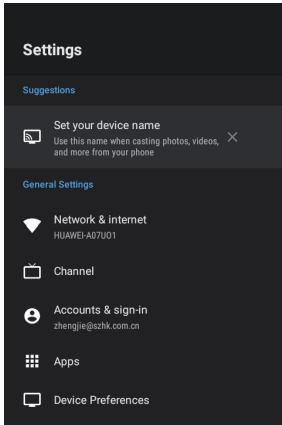 Settings
Suggestions
Set your device name
Use this name when casting photos, videos,
and more from your phone
General Settings
Network & internet
HUAWEI-A07UO1
Channel
Accounts & sign-in
zhengjie@szhk.com.cn
Apps
Device Preferences